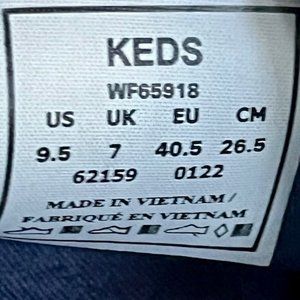 KEDS
WF65918
US UK EU CM
9.5 7 40.5 26.5
62159 0122
MADE IN VIETNAM /
FABRIQUÉ EN VIETNAM